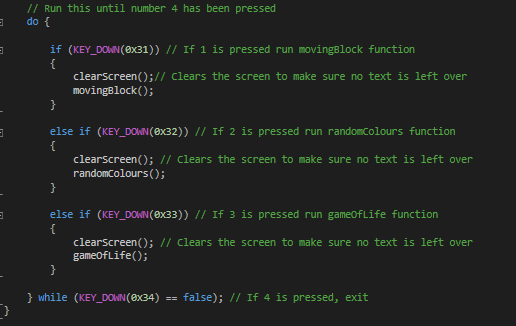 // Run this until number 4 has been pressed
do {
if (KEY_DOWN(0x31)) // If 1 is pressed run movingBlock function
{
clearScreen();// Clears the screen to make sure no text is left over
movingBlock();
}
else if (KEY_DOWN(0x32)) // If 2 is pressed run randomColours function
{
clearScreen(); // Clears the screen to make sure no text is left over
randomColours();
}
else if (KEY_DOWN(0x33)) // If 3 is pressed run gameOfLife function
{
clearScreen(); // Clears the screen to make sure no text is left over
gameOfLife();
}
} while (KEY_DOWN(0x34) == false); // If 4 is pressed, exit
}